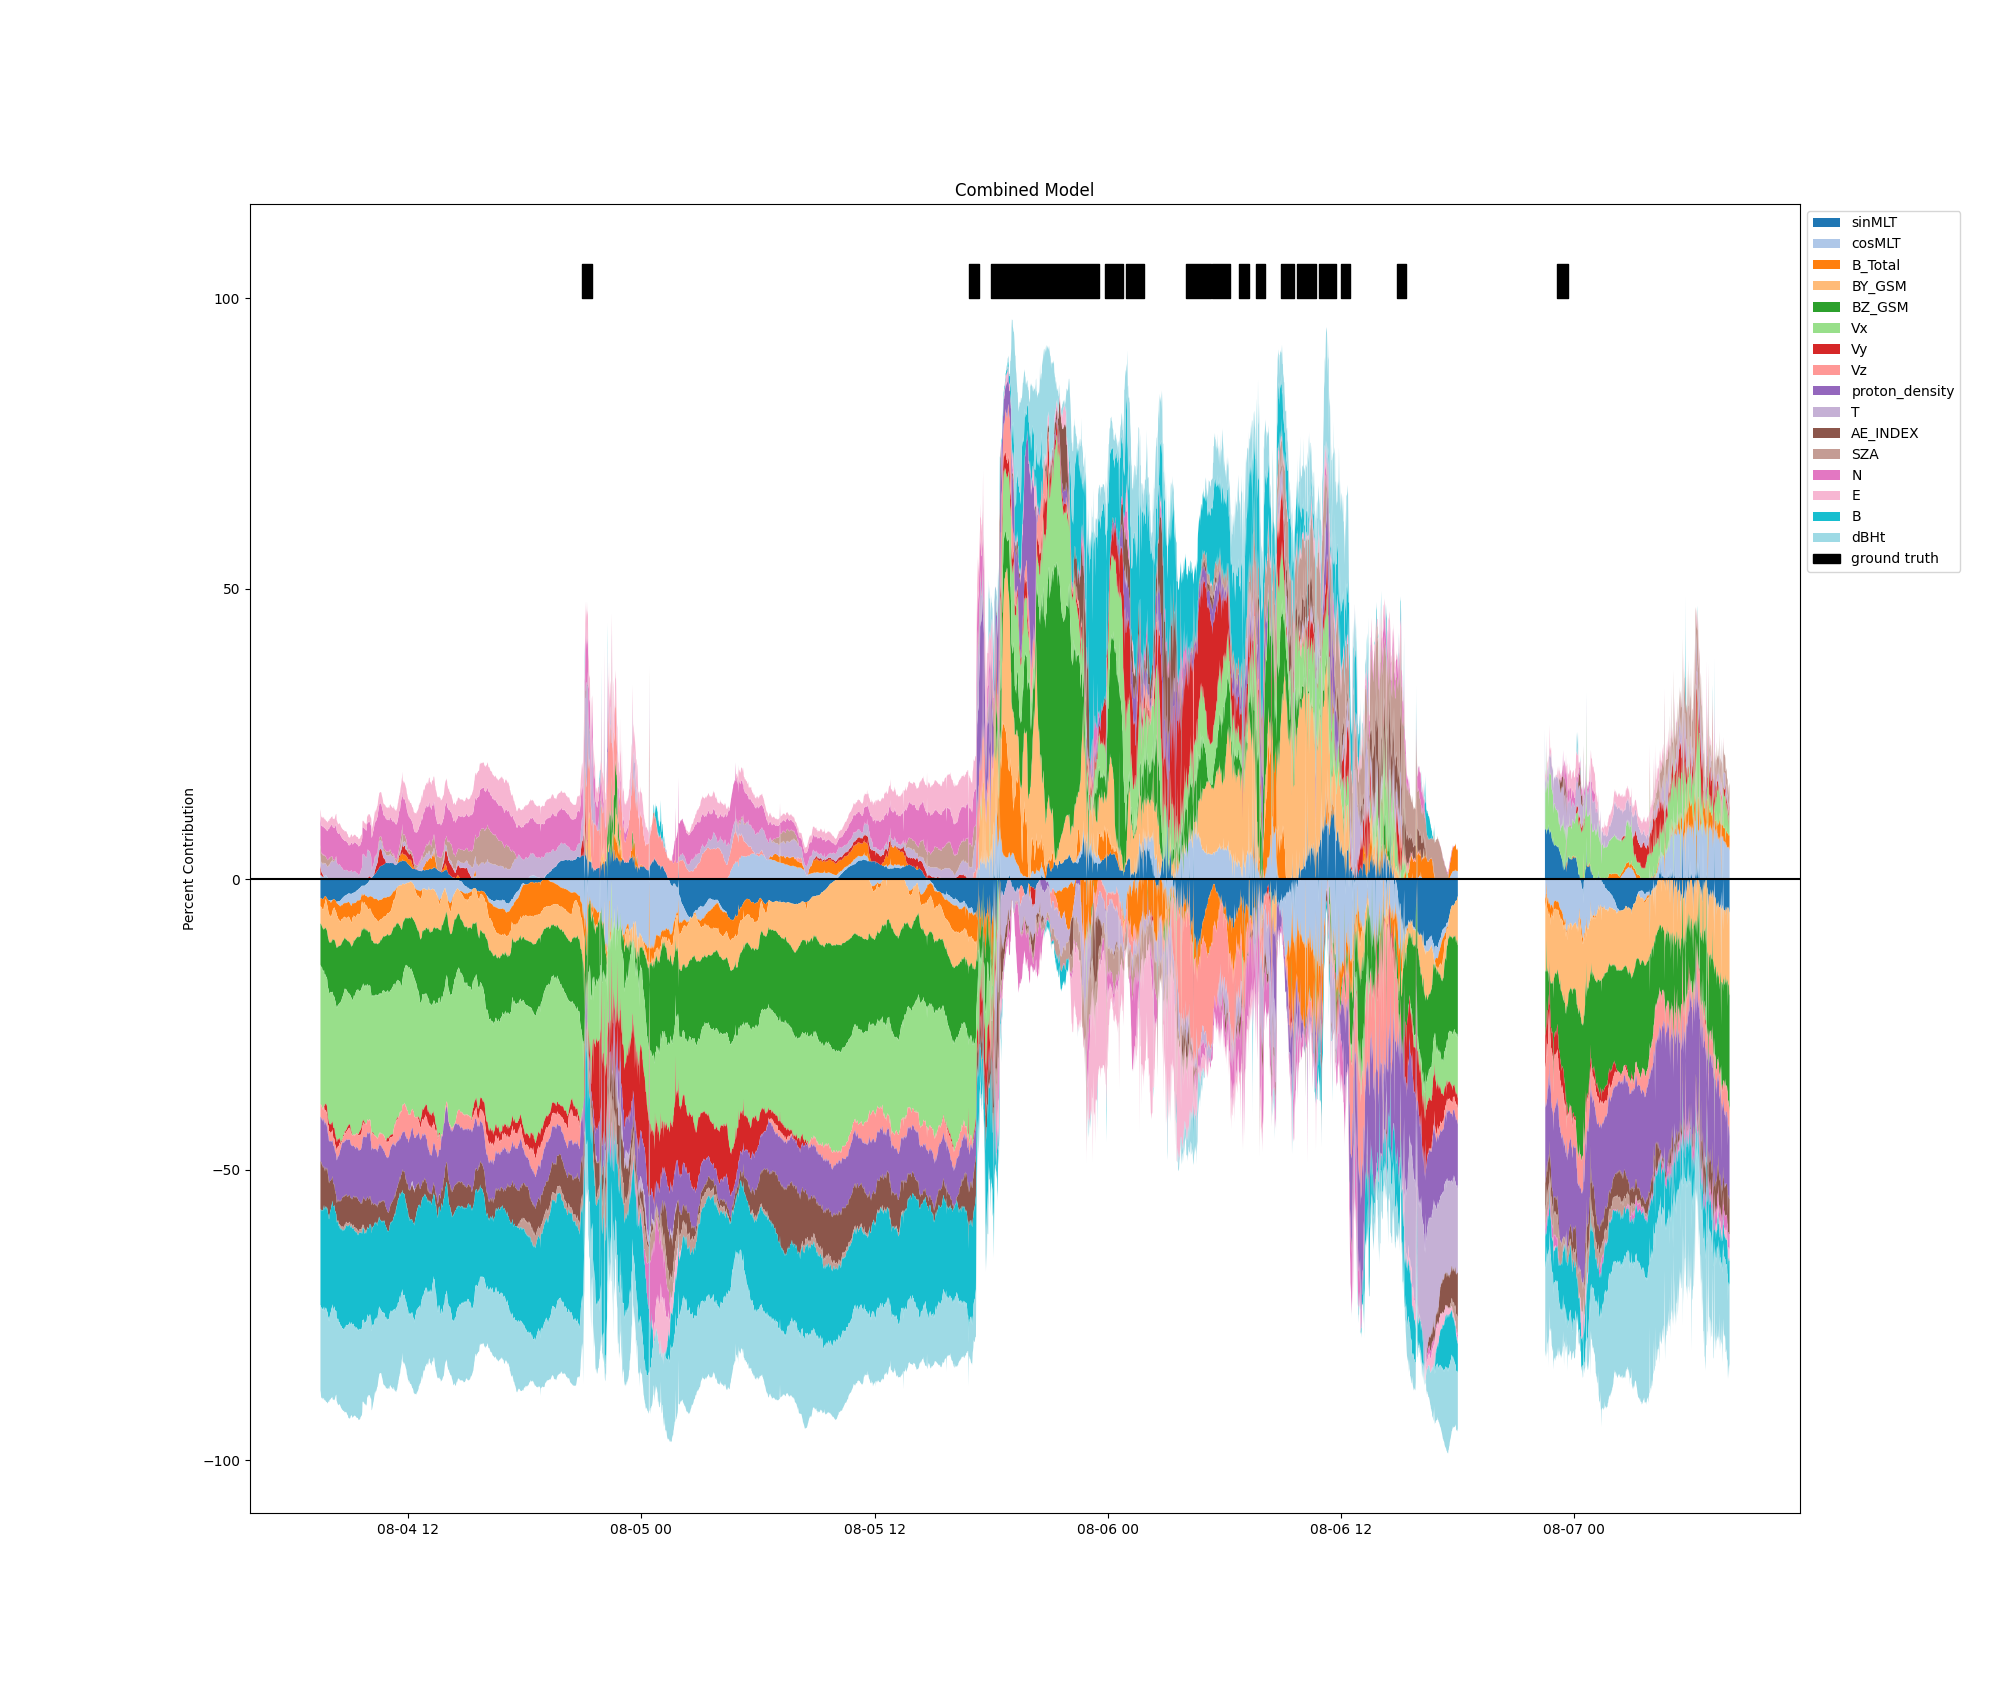 Combined Model
100
50
0
−50
−100
Percent Contribution
08-04 12
08-05 00
08-05 12
08-06 00
08-06 12
08-07 00
sinMLT
cosMLT
B_Total
BY_GSM
BZ_GSM
Vx
Vy
Vz
proton_density
T
AE_INDEX
SZA
N
E
B
dBHt
ground truth